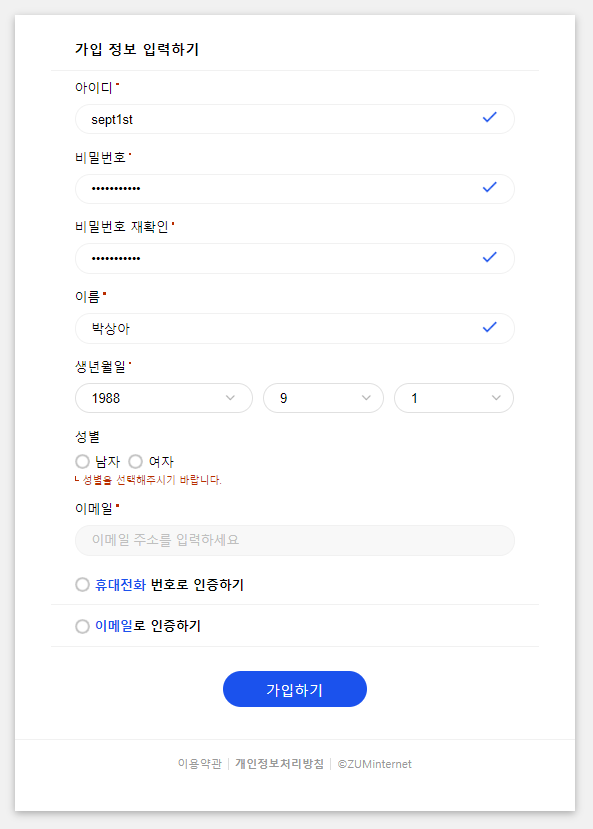 가입 정보 입력하기
아이디
sept1st
비밀번호
•••••••••••
비밀번호 재확인
•••••••••••
이름
박상아
생년월일
1988 9 1
성별
남자 여자
ㄴ 성별을 선택해주시기 바랍니다.
이메일
이메일 주소를 입력하세요
휴대전화 번호로 인증하기
이메일로 인증하기
가입하기
이용약관 | 개인정보처리방침 | ©ZUMinternet